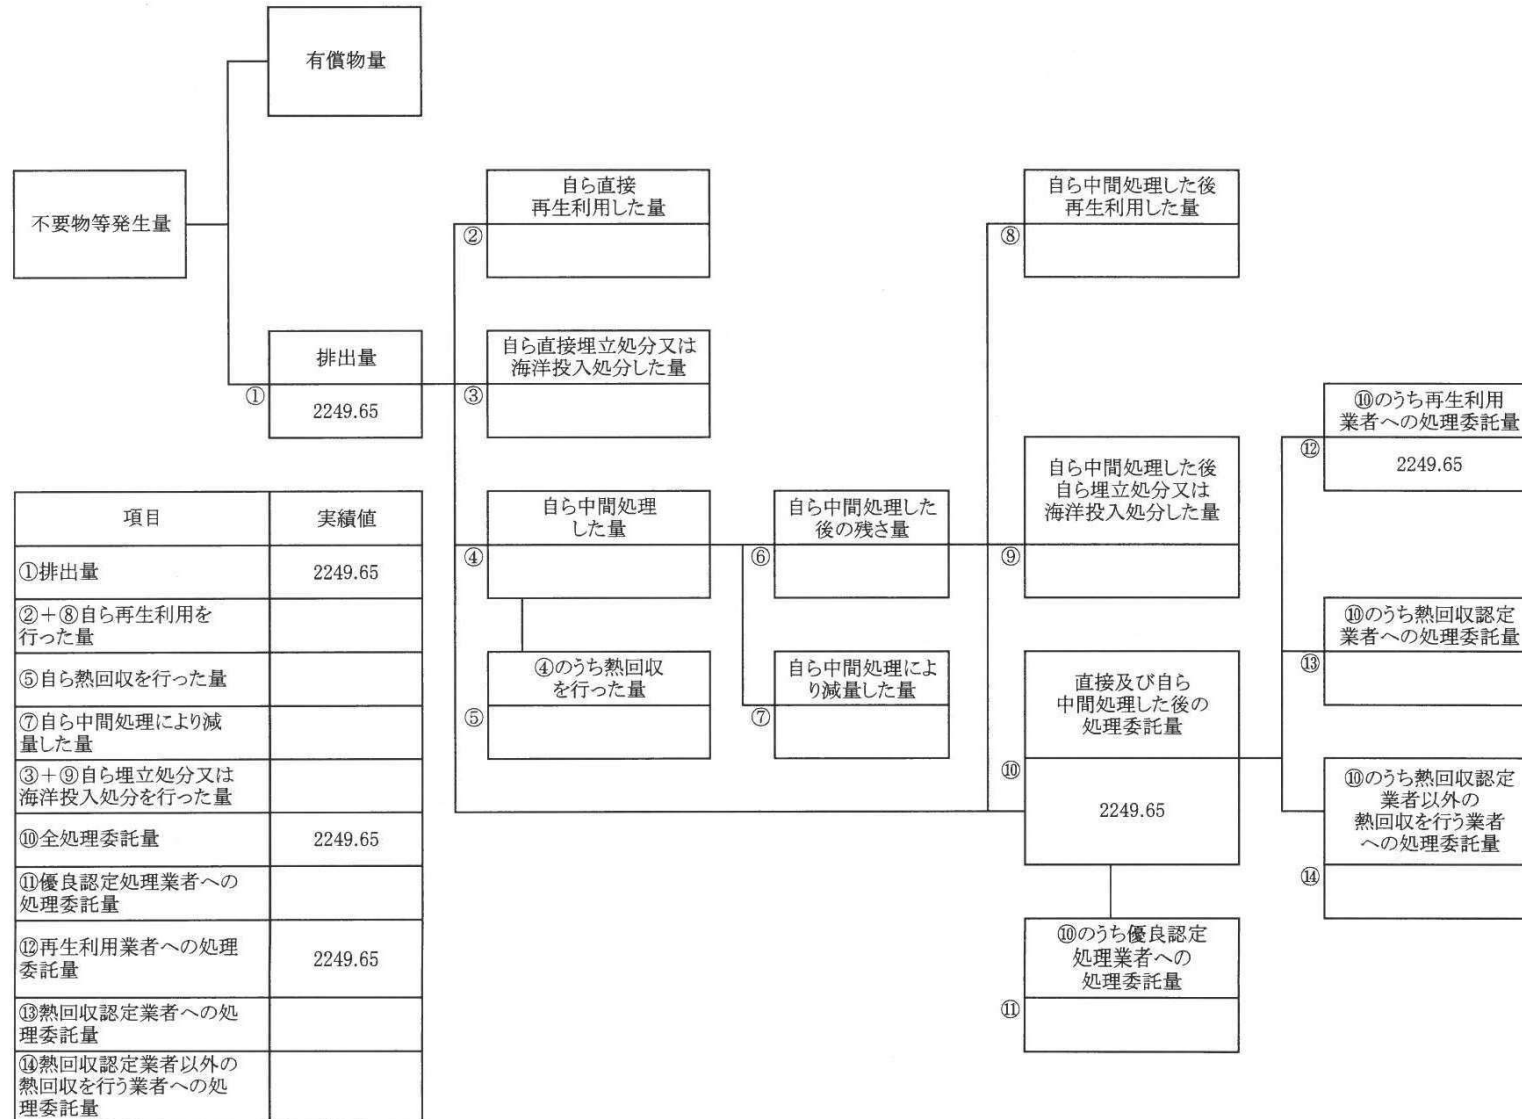 有償物量
不要物等発生量
排出量
①
2249.65
自ら直接
再生利用した量
②
自ら直接埋立処分又は
海洋投入処分した量
③
自ら中間処理
した量
④
④のうち熱回収
を行った量
⑤
自ら中間処理した
後の残さ量
⑥
自ら中間処理によ
り減量した量
⑦
自ら中間処理した後
再生利用した量
⑧
自ら中間処理した後
自ら埋立処分又は
海洋投入処分した量
⑨
直接及び自ら
中間処理した後の
処理委託量
⑩
2249.65
⑩のうち優良認定
処理業者への
処理委託量
⑪
⑩のうち再生利用
業者への処理委託量
⑫
2249.65
⑩のうち熱回収認定
業者への処理委託量
⑬
⑩のうち熱回収認定
業者以外の
熱回収を行う業者
への処理委託量
⑭
項目 実績値
①排出量 2249.65
②＋⑧自ら再生利用を
行った量
⑤自ら熱回収を行った量
⑦自ら中間処理により減
量した量
③＋⑨自ら埋立処分又は
海洋投入処分を行った量
⑩全処理委託量 2249.65
⑪優良認定処理業者への
処理委託量
⑫再生利用業者への処理
委託量 2249.65
⑬熱回収認定業者への処
理委託量
⑭熱回収認定業者以外の
熱回収を行う業者への処
理委託量